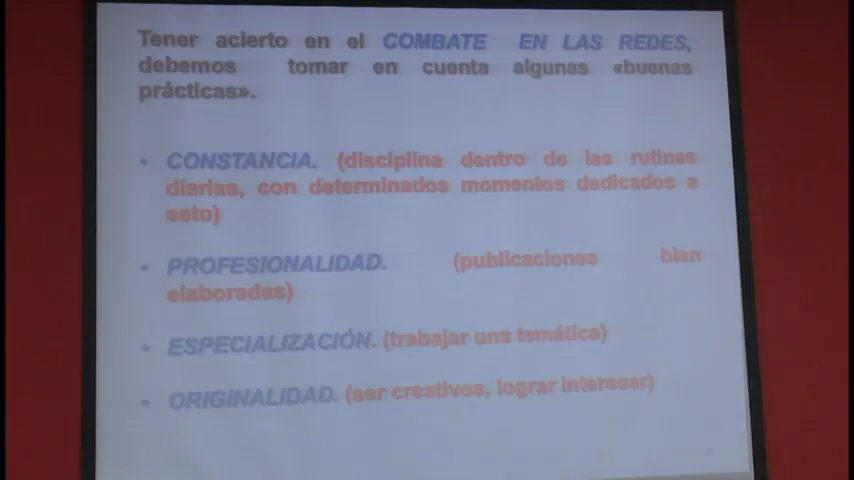 Tener acierto en el COMBATE EN LAS REDES,
debemos tomar en cuenta algunas «buenas
prácticas».
• CONSTANCIA. (disciplina dentro de las rutinas
diarias, con determinados momentos dedicados a
esto)
• PROFESIONALIDAD. (publicaciones bien
elaboradas)
• ESPECIALIZACIÓN. (trabajar una temática)
• ORIGINALIDAD. (ser creativos, lograr interesar)